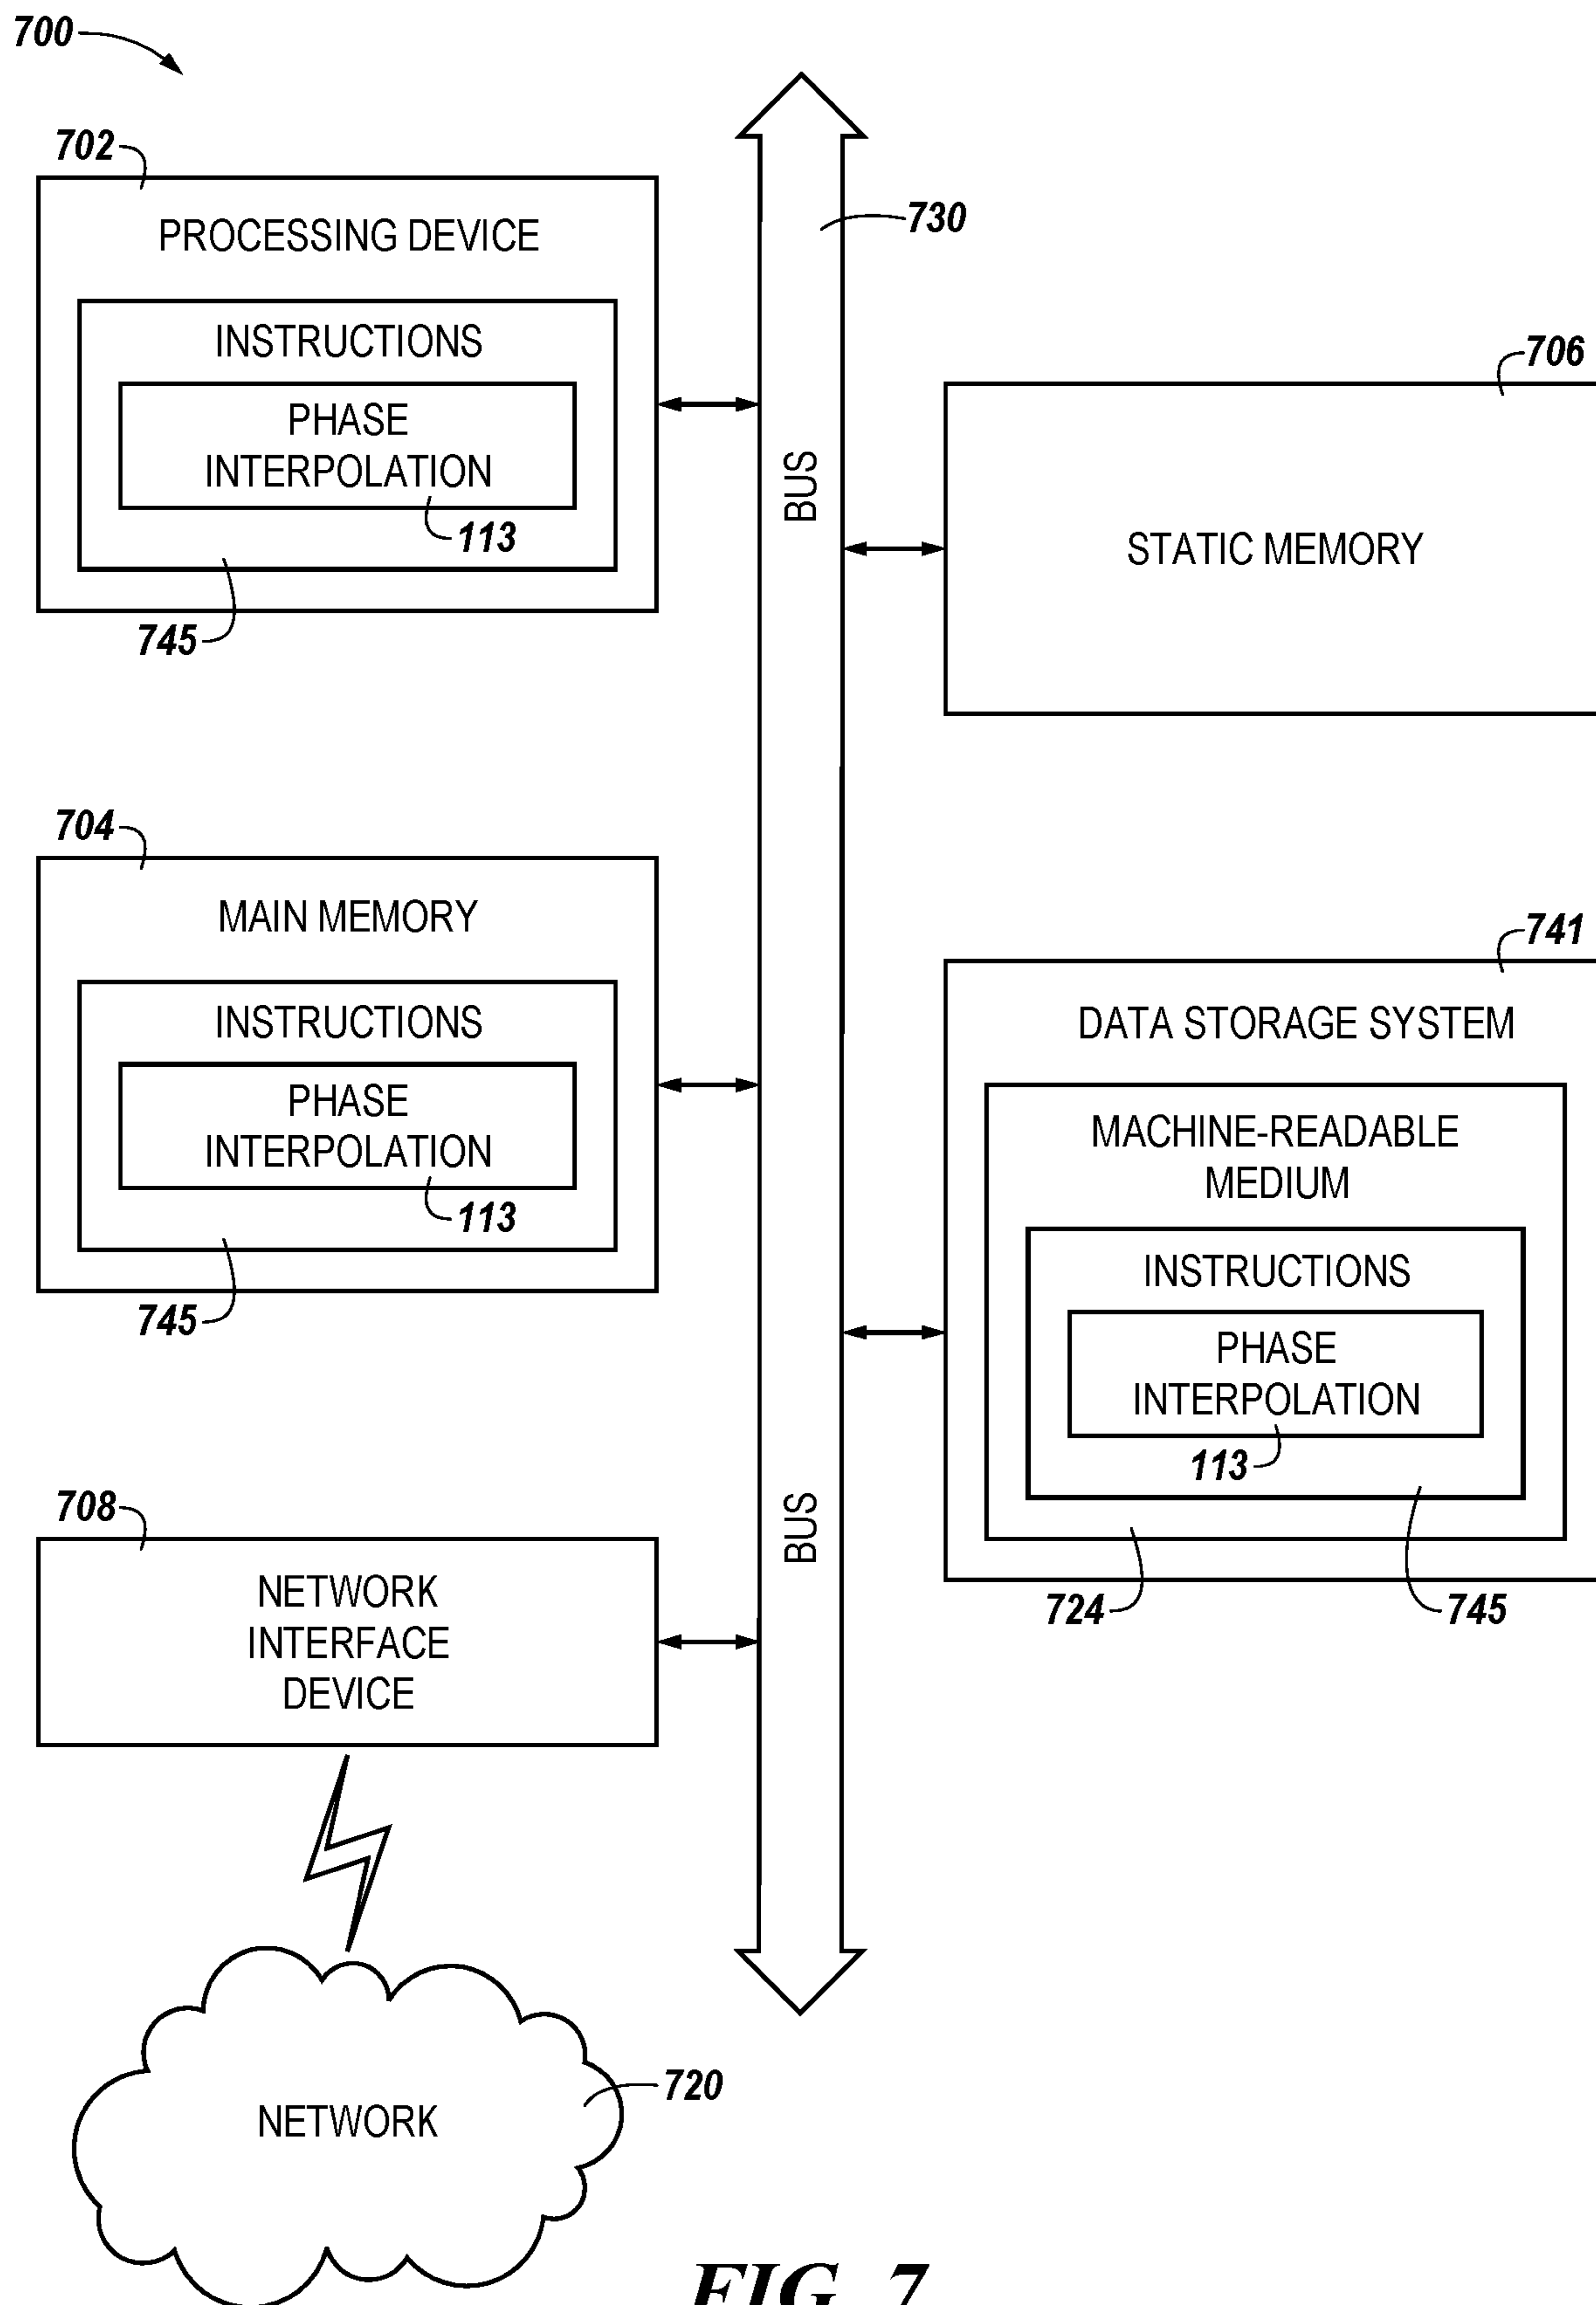 700
702
PROCESSING DEVICE
INSTRUCTIONS
PHASE
INTERPOLATION
113
745
730
BUS
706
STATIC MEMORY
704
MAIN MEMORY
INSTRUCTIONS
PHASE
INTERPOLATION
113
745
741
DATA STORAGE SYSTEM
MACHINE-READABLE
MEDIUM
INSTRUCTIONS
PHASE
INTERPOLATION
113
724
745
BUS
708
NETWORK
INTERFACE
DEVICE
720
NETWORK
FIG. 7